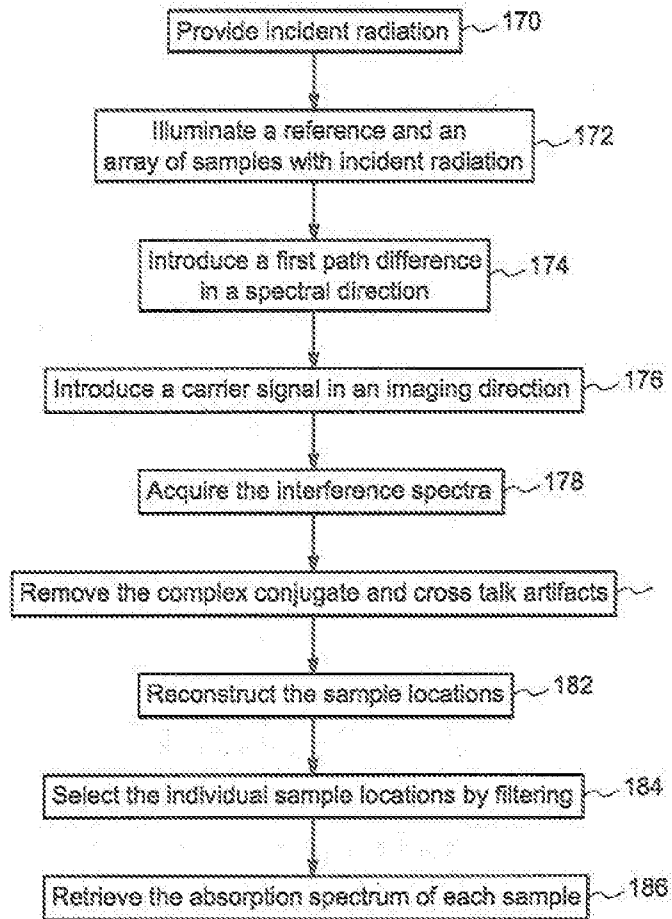 Provide incident radiation
170
Illuminate a reference and an
array of samples with incident radiation
172
Introduce a first path difference
in a spectral direction
174
Introduce a carrier signal in an imaging direction
176
Acquire the interference spectra
178
Remove the complex conjugate and cross talk artifacts
Reconstruct the sample locations
182
Select the individual sample locations by filtering
184
Retrieve the absorption spectrum of each sample
186